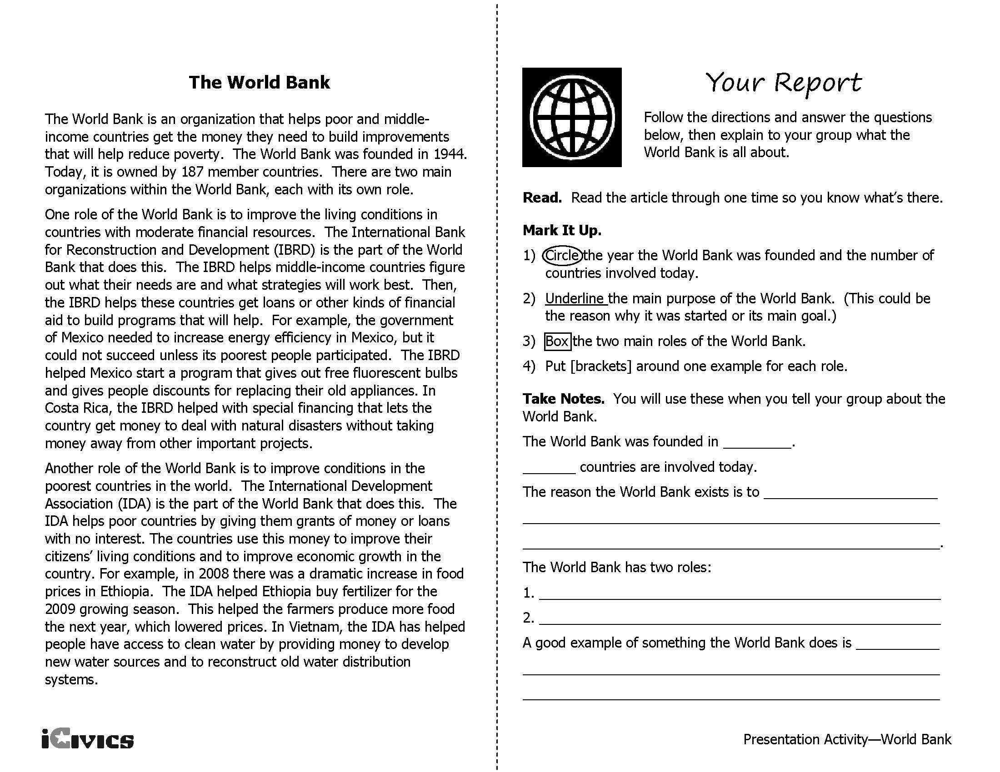 The World Bank
The World Bank is an organization that helps poor and middle-
income countries get the money they need to build improvements
that will help reduce poverty.  The World Bank was founded in 1944.
Today, it is owned by 187 member countries.  There are two main
organizations within the World Bank, each with its own role.
One role of the World Bank is to improve the living conditions in
countries with moderate financial resources.  The International Bank
for Reconstruction and Development (IBRD) is the part of the World
Bank that does this.  The IBRD helps middle-income countries figure
out what their needs are and what strategies will work best.  Then,
the IBRD helps these countries get loans or other kinds of financial
aid to build programs that will help.  For example, the government
of Mexico needed to increase energy efficiency in Mexico, but it
could not succeed unless its poorest people participated.  The IBRD
helped Mexico start a program that gives out free fluorescent bulbs
and gives people discounts for replacing their old appliances. In
Costa Rica, the IBRD helped with special financing that lets the
country get money to deal with natural disasters without taking
money away from other important projects.
Another role of the World Bank is to improve conditions in the
poorest countries in the world.  The International Development
Association (IDA) is the part of the World Bank that does this.  The
IDA helps poor countries by giving them grants of money or loans
with no interest. The countries use this money to improve their
citizens’ living conditions and to improve economic growth in the
country. For example, in 2008 there was a dramatic increase in food
prices in Ethiopia.  The IDA helped Ethiopia buy fertilizer for the
2009 growing season.  This helped the farmers produce more food
the next year, which lowered prices. In Vietnam, the IDA has helped
people have access to clean water by providing money to develop
new water sources and to reconstruct old water distribution
systems.
iCivics
Your Report
Follow the directions and answer the questions
below, then explain to your group what the
World Bank is all about.
Read.  Read the article through one time so you know what’s there.
Mark It Up.
1) Circle the year the World Bank was founded and the number of
countries involved today.
2) Underline the main purpose of the World Bank.  (This could be
the reason why it was started or its main goal.)
3) Box the two main roles of the World Bank.
4) Put [brackets] around one example for each role.
Take Notes.  You will use these when you tell your group about the
World Bank.
The World Bank was founded in _________.
_______ countries are involved today.
The reason the World Bank exists is to _______________________
_______________________________________________________
_______________________________________________________.
The World Bank has two roles:
1. _____________________________________________________
2. _____________________________________________________
A good example of something the World Bank does is ___________
_______________________________________________________
_______________________________________________________
Presentation Activity—World Bank